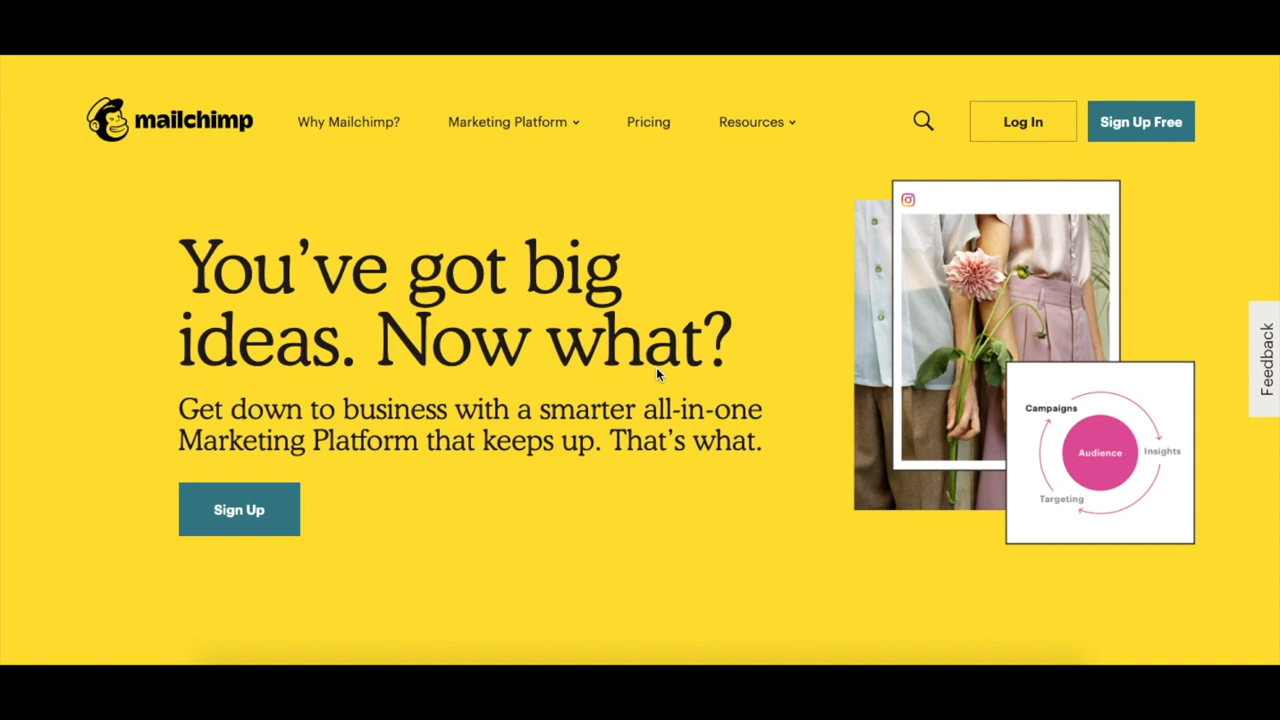 mailchimp
Why Mailchimp?
Marketing Platform
Pricing
Resources
Log In
Sign Up Free
You’ve got big
ideas. Now what?
Get down to business with a smarter all-in-one
Marketing Platform that keeps up. That’s what.
Sign Up
Campaigns
Audience
Insights
Targeting
Feedback